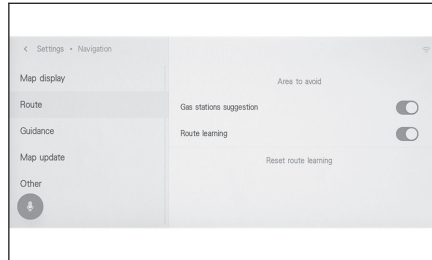 < Settings • Navigation
Map display
Route
Guidance
Map update
Other
Area to avoid
Gas stations suggestion
Route learning
Reset route learning